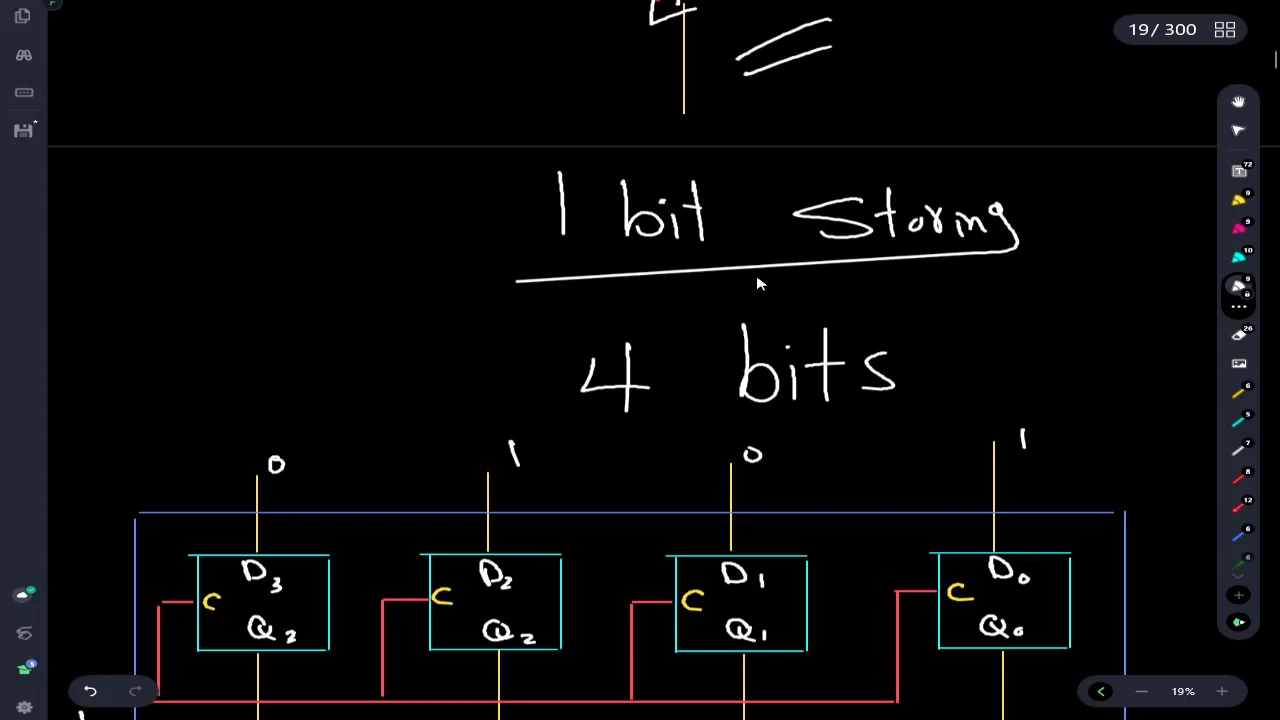 19 / 300
1 bit Storing
4 bits
0 1 0 1
D3 D2 D1 D0
C C C C
Q2 Q2 Q1 Q0
19%